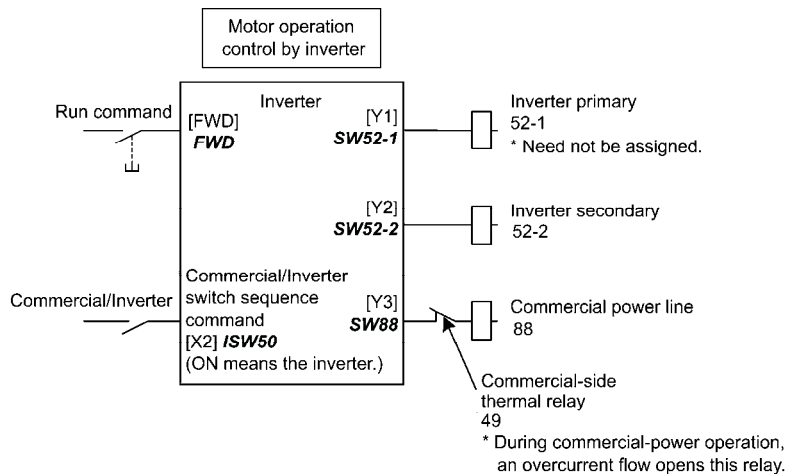 Motor operation
control by inverter
Run command
[FWD]
FWD
Inverter
[Y1]
SW52-1
Inverter primary
52-1
* Need not be assigned.
[Y2]
SW52-2
Inverter secondary
52-2
Commercial/Inverter
Commercial/Inverter
switch sequence
command
[X2] ISW50
(ON means the inverter.)
[Y3]
SW88
Commercial power line
88
Commercial-side
thermal relay
49
* During commercial-power operation,
an overcurrent flow opens this relay.